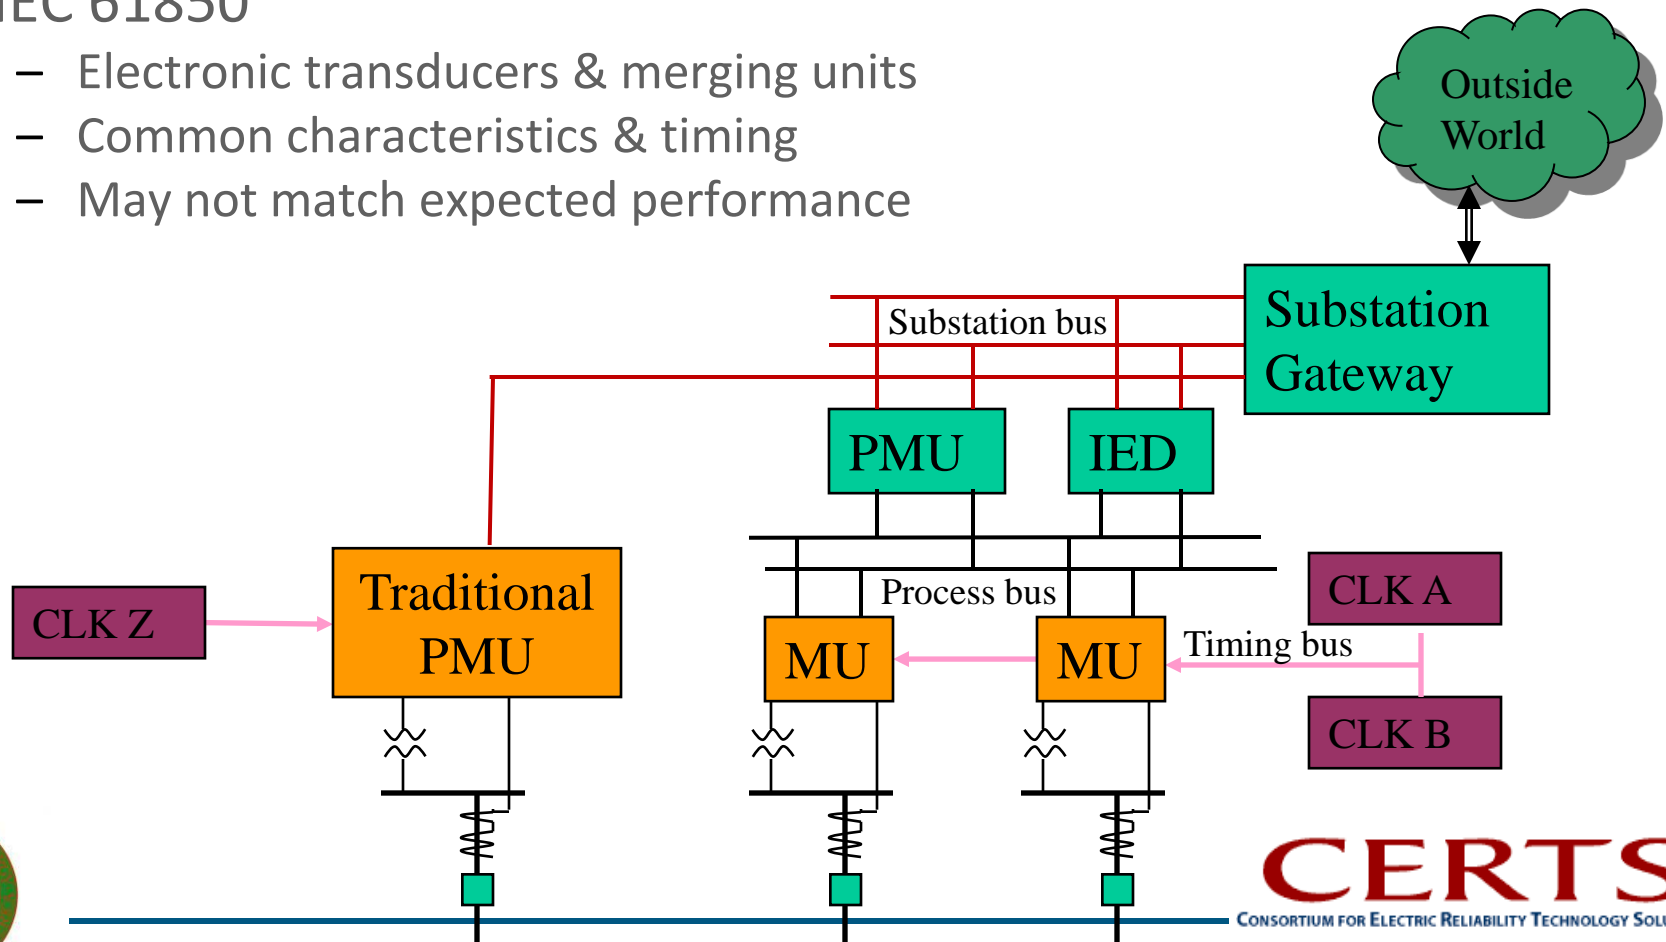 IEC 61850
– Electronic transducers & merging units
– Common characteristics & timing
– May not match expected performance
Outside
World
Substation bus
Substation
Gateway
PMU
IED
Traditional
PMU
CLK Z
Process bus
MU
MU
Timing bus
CLK A
CLK B
CERTS
CONSORTIUM FOR ELECTRIC RELIABILITY TECHNOLOGY